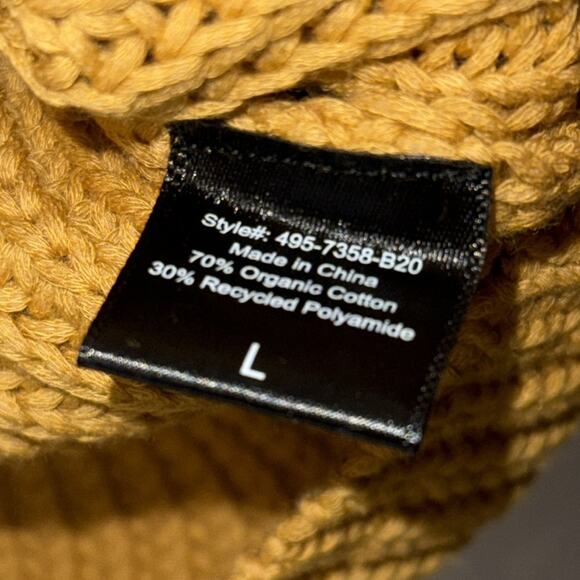 Style#: 495-7358-B20
Made in China
70% Organic Cotton
30% Recycled Polyamide
L